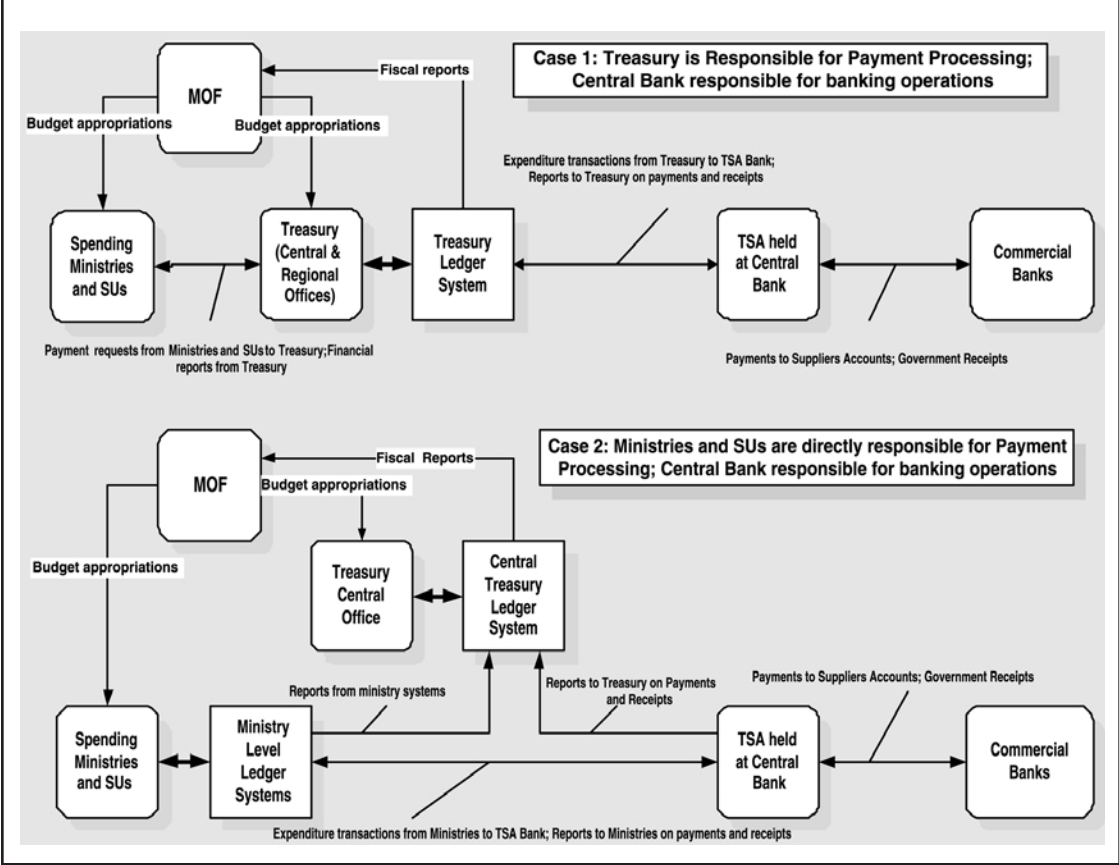 Case 1: Treasury is Responsible for Payment Processing;
Central Bank responsible for banking operations
Fiscal reports
MOF
Budget appropriations
Budget appropriations
Expenditure transactions from Treasury to TSA Bank;
Reports to Treasury on payments and receipts
Spending
Ministries
and SUs
Treasury
(Central &
Regional
Offices)
Treasury
Ledger
System
TSA held
at Central
Bank
Commercial
Banks
Payment requests from Ministries and SUs to Treasury;Financial
reports from Treasury
Payments to Suppliers Accounts; Government Receipts
Case 2: Ministries and SUs are directly responsible for Payment
Processing; Central Bank responsible for banking operations
Fiscal Reports
MOF
Budget appropriations
Budget appropriations
Treasury
Central
Office
Central
Treasury
Ledger
System
Reports from ministry systems
Reports to Treasury on Payments
and Receipts
Payments to Suppliers Accounts; Government Receipts
Spending
Ministries
and SUs
Ministry
Level
Ledger
Systems
TSA held
at Central
Bank
Commercial
Banks
Expenditure transactions from Ministries to TSA Bank; Reports to Ministries on payments and receipts